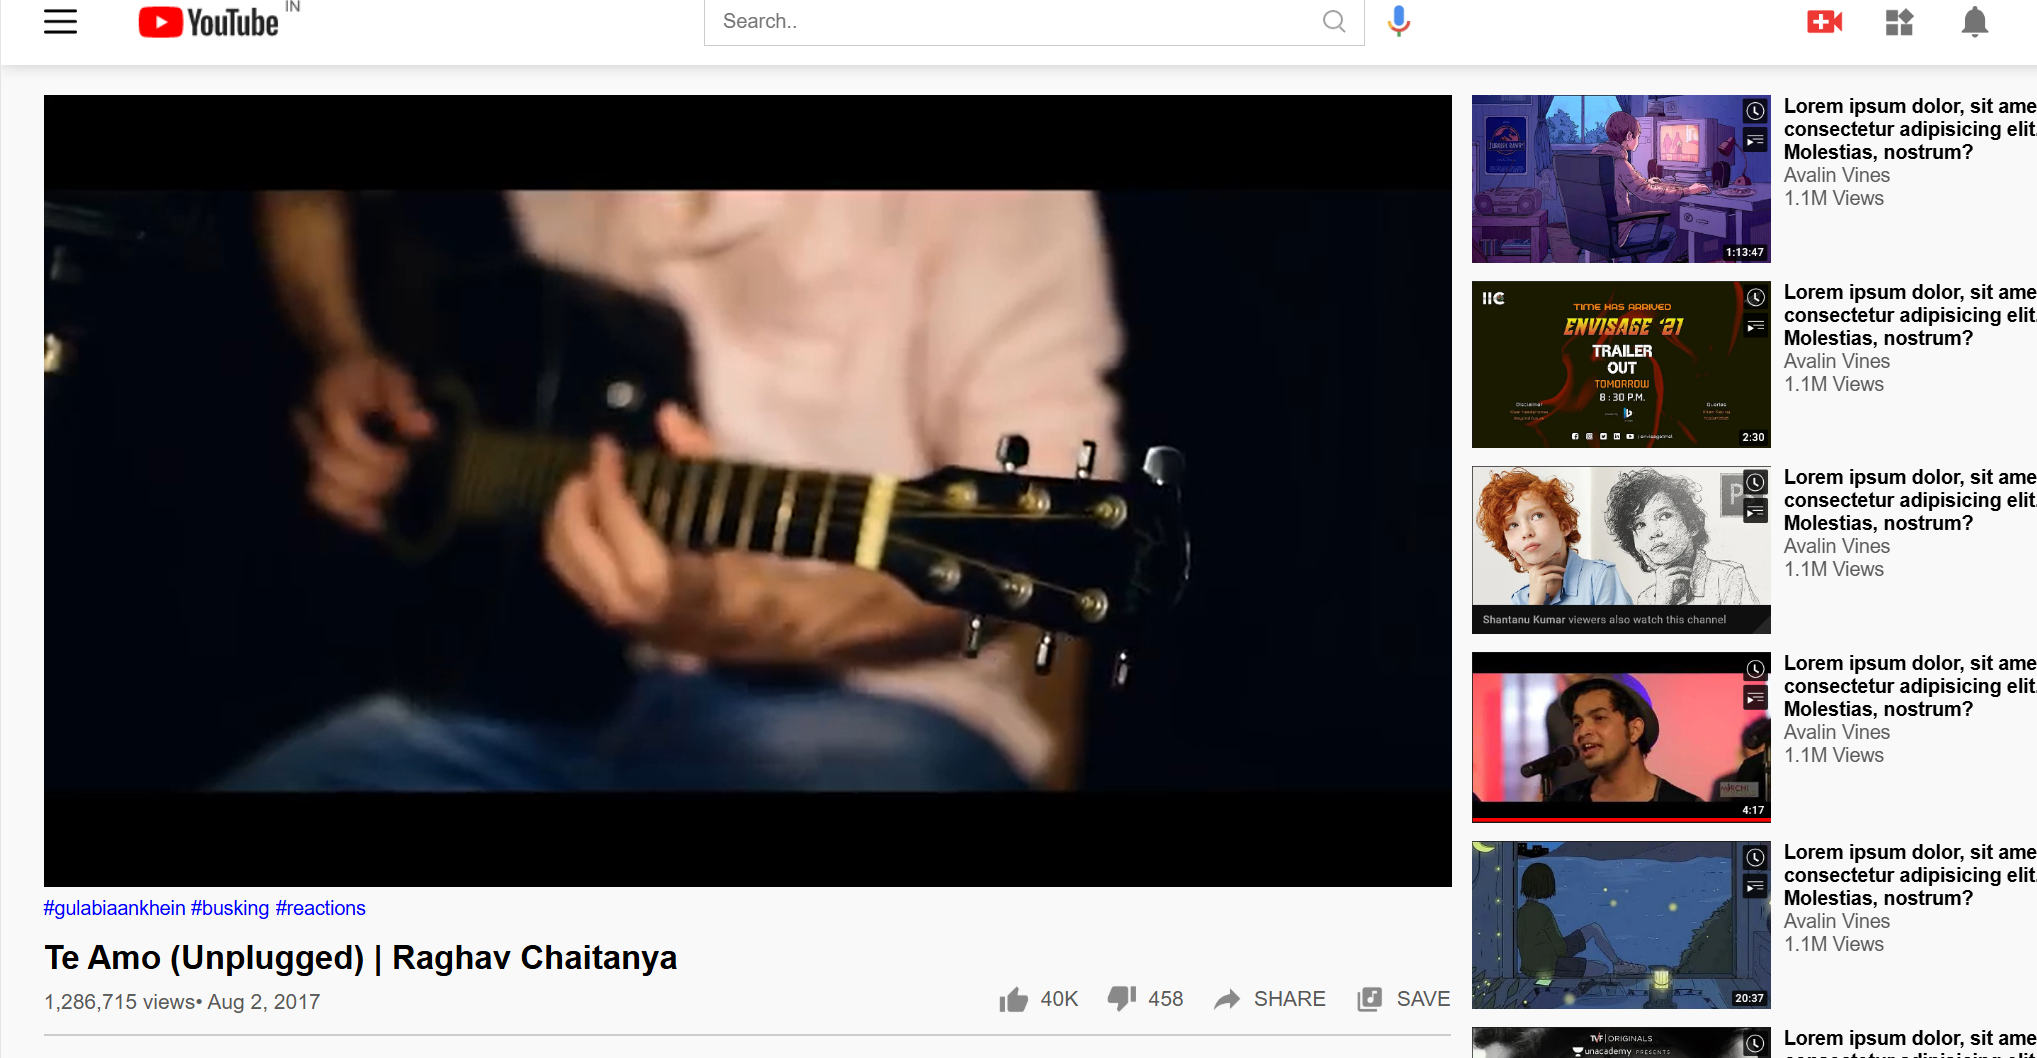 YouTube IN
Search..
#gulabiaankhein #busking #reactions
Te Amo (Unplugged) | Raghav Chaitanya
1,286,715 views• Aug 2, 2017
40K
458
SHARE
SAVE
1:13:47
Lorem ipsum dolor, sit ame
consectetur adipisicing elit.
Molestias, nostrum?
Avalin Vines
1.1M Views
IIC
TIME HAS ARRIVED
ENVISAGE '21
TRAILER
OUT
TOMORROW
8 : 30 P.M.
2:30
Lorem ipsum dolor, sit ame
consectetur adipisicing elit.
Molestias, nostrum?
Avalin Vines
1.1M Views
Shantanu Kumar viewers also watch this channel
Lorem ipsum dolor, sit ame
consectetur adipisicing elit.
Molestias, nostrum?
Avalin Vines
1.1M Views
MIRCHI
4:17
Lorem ipsum dolor, sit ame
consectetur adipisicing elit.
Molestias, nostrum?
Avalin Vines
1.1M Views
20:37
Lorem ipsum dolor, sit ame
consectetur adipisicing elit.
Molestias, nostrum?
Avalin Vines
1.1M Views
TVF | ORIGINALS
unacademy PRESENTS
Lorem ipsum dolor, sit ame